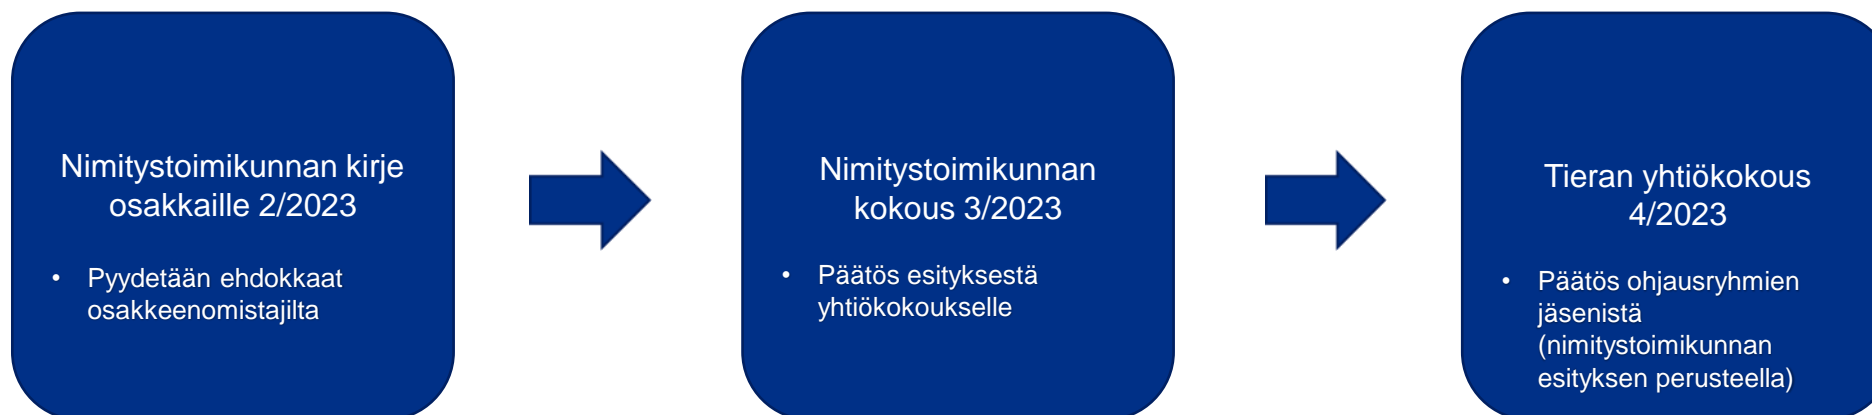 Nimitystoimikunnan kirje
osakkaille 2/2023
• Pyydetään ehdokkaat
osakkeenomistajilta
Nimitystoimikunnan
kokous 3/2023
• Päätös esityksestä
yhtiökokoukselle
Tieran yhtiökokous
4/2023
• Päätös ohjausryhmien
jäsenistä
(nimitystoimikunnan
esityksen perusteella)